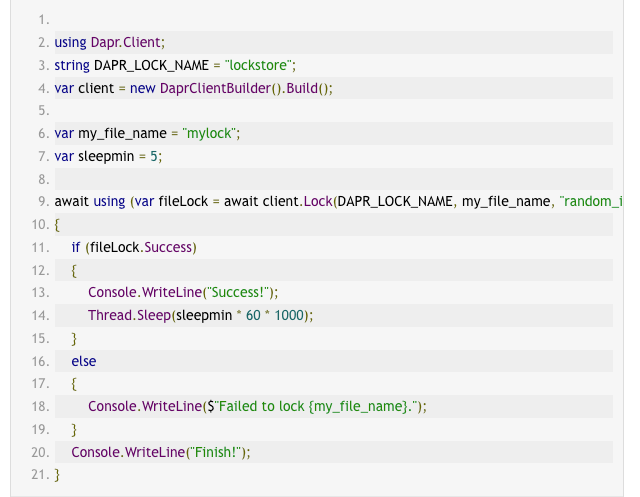 1.
2. using Dapr.Client;
3. string DAPR_LOCK_NAME = "lockstore";
4. var client = new DaprClientBuilder().Build();
5.
6. var my_file_name = "mylock";
7. var sleepmin = 5;
8.
9. await using (var fileLock = await client.Lock(DAPR_LOCK_NAME, my_file_name, "random_i
10. {
11. if (fileLock.Success)
12. {
13. Console.WriteLine("Success!");
14. Thread.Sleep(sleepmin * 60 * 1000);
15. }
16. else
17. {
18. Console.WriteLine($"Failed to lock {my_file_name}.");
19. }
20. Console.WriteLine("Finish!");
21. }